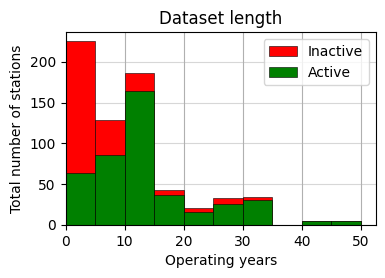 Dataset length
Total number of stations
200
150
100
50
0
Inactive
Active
0 10 20 30 40 50
Operating years